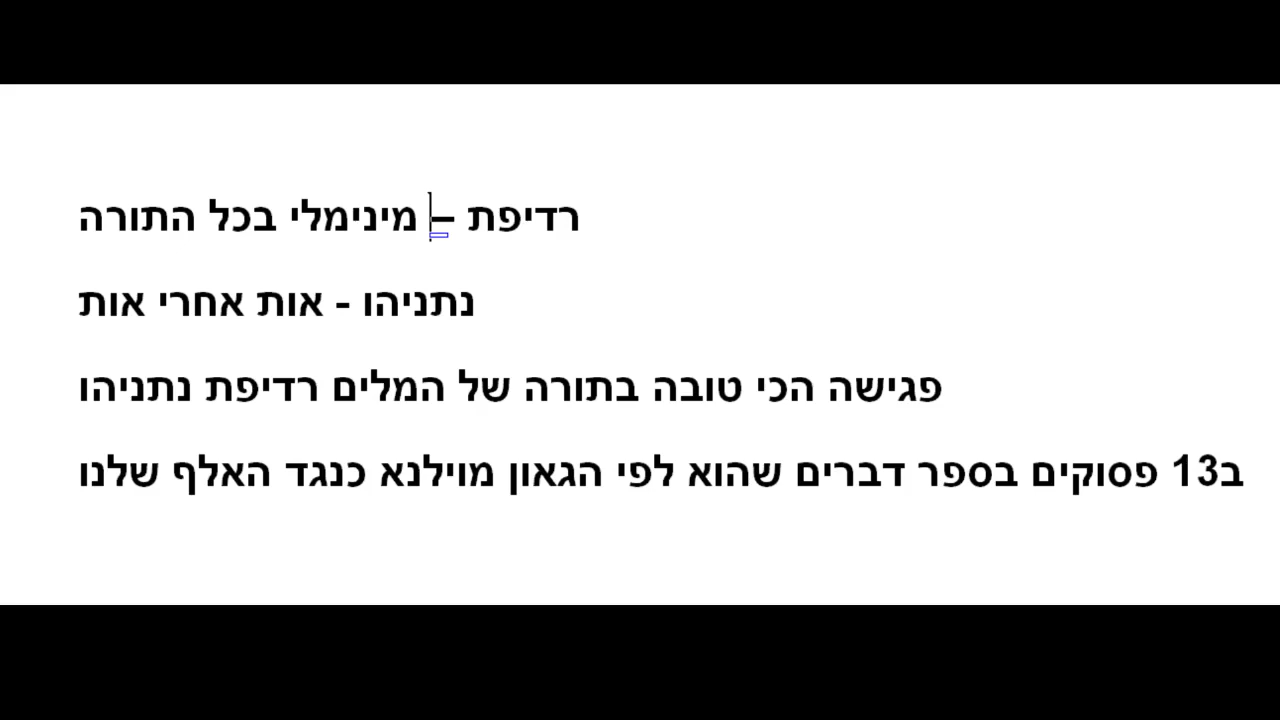 רדיפת – מינימלי בכל התורה
נתניהו - אות אחרי אות
פגישה הכי טובה בתורה של המלים רדיפת נתניהו
ב13 פסוקים בספר דברים שהוא לפי הגאון מוילנא כנגד האלף שלנו